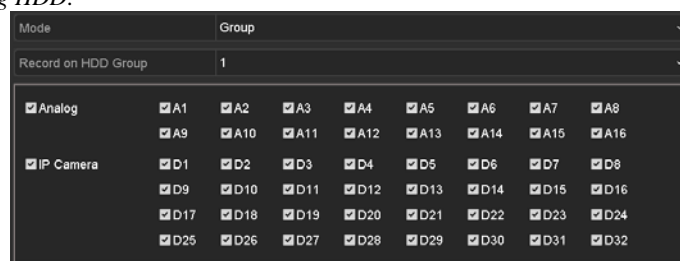 g HDD.
Mode Group
Record on HDD Group 1
Analog A1 A2 A3 A4 A5 A6 A7 A8
A9 A10 A11 A12 A13 A14 A15 A16
IP Camera D1 D2 D3 D4 D5 D6 D7 D8
D9 D10 D11 D12 D13 D14 D15 D16
D17 D18 D19 D20 D21 D22 D23 D24
D25 D26 D27 D28 D29 D30 D31 D32